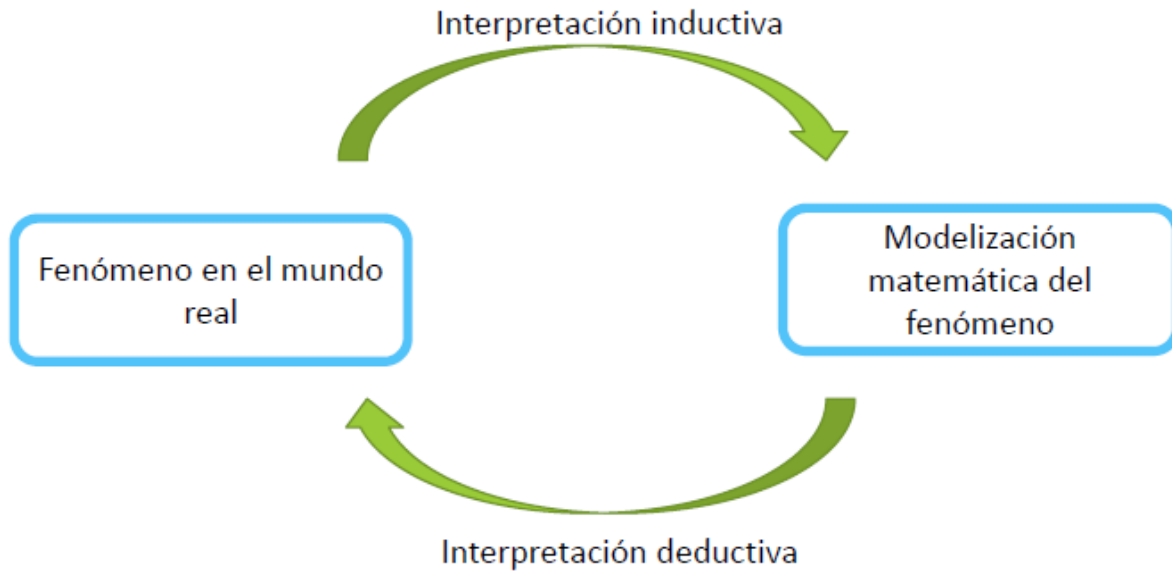 Interpretación inductiva
Fenómeno en el mundo
real
Modelización
matemática del
fenómeno
Interpretación deductiva